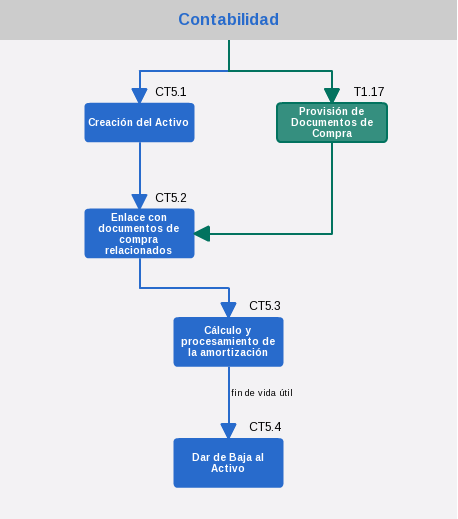 Contabilidad
CT5.1
T1.17
Creación del Activo
Provisión de
Documentos de
Compra
CT5.2
Enlace con
documentos de
compra
relacionados
CT5.3
Cálculo y
procesamiento de
la amortización
fin de vida útil
CT5.4
Dar de Baja al
Activo